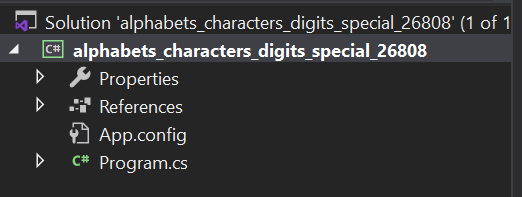 Solution 'alphabets_characters_digits_special_26808' (1 of 1
C# alphabets_characters_digits_special_26808
Properties
References
App.config
C# Program.cs